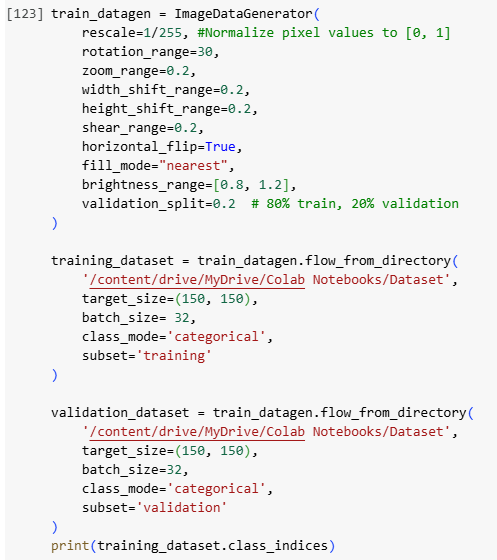 [123] train_datagen = ImageDataGenerator(
rescale=1/255, #Normalize pixel values to [0, 1]
rotation_range=30,
zoom_range=0.2,
width_shift_range=0.2,
height_shift_range=0.2,
shear_range=0.2,
horizontal_flip=True,
fill_mode="nearest",
brightness_range=[0.8, 1.2],
validation_split=0.2  # 80% train, 20% validation
)
training_dataset = train_datagen.flow_from_directory(
'/content/drive/MyDrive/Colab Notebooks/Dataset',
target_size=(150, 150),
batch_size= 32,
class_mode='categorical',
subset='training'
)
validation_dataset = train_datagen.flow_from_directory(
'/content/drive/MyDrive/Colab Notebooks/Dataset',
target_size=(150, 150),
batch_size=32,
class_mode='categorical',
subset='validation'
)
print(training_dataset.class_indices)